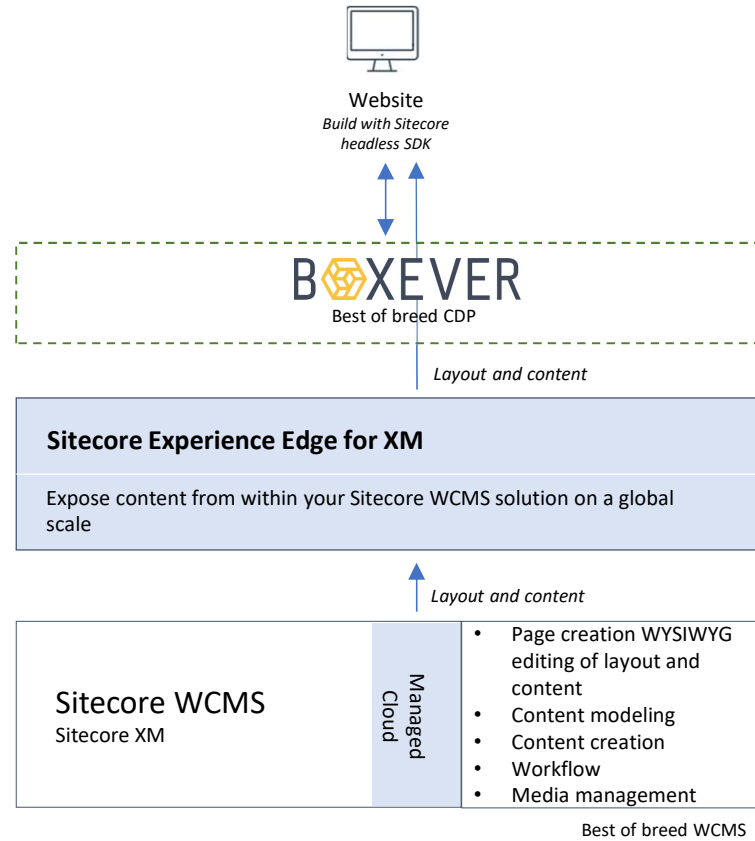 Website
Build with Sitecore
headless SDK
BOXEVER
Best of breed CDP
Layout and content
Sitecore Experience Edge for XM
Expose content from within your Sitecore WCMS solution on a global
scale
Layout and content
Sitecore WCMS
Sitecore XM
Managed
Cloud
• Page creation WYSIWYG
editing of layout and
content
• Content modeling
• Content creation
• Workflow
• Media management
Best of breed WCMS